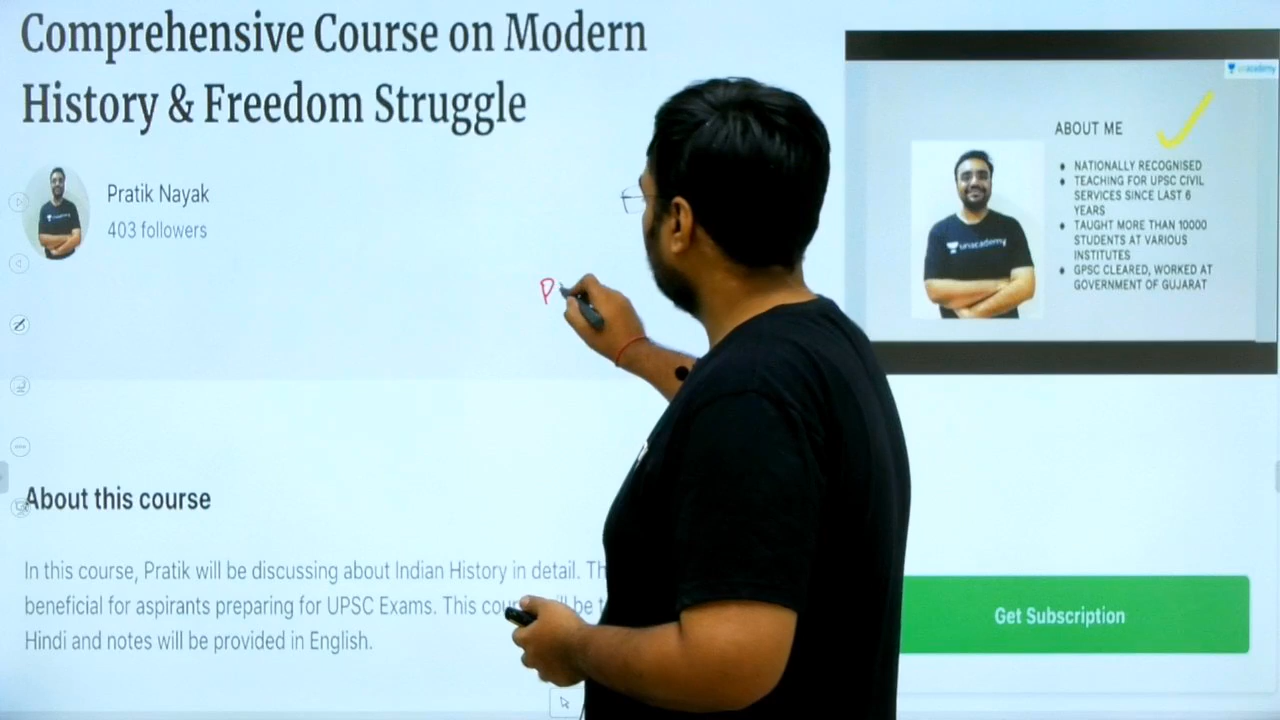 Comprehensive Course on Modern
History & Freedom Struggle
Pratik Nayak
403 followers
P
unacademy
ABOUT ME
• NATIONALLY RECOGNISED
• TEACHING FOR UPSC CIVIL
SERVICES SINCE LAST 6
YEARS
• TAUGHT MORE THAN 10000
STUDENTS AT VARIOUS
INSTITUTES
• GPSC CLEARED, WORKED AT
GOVERNMENT OF GUJARAT
unacademy
About this course
In this course, Pratik will be discussing about Indian History in detail.
beneficial for aspirants preparing for UPSC Exams. This
Hindi and notes will be provided in English.
Get Subscription